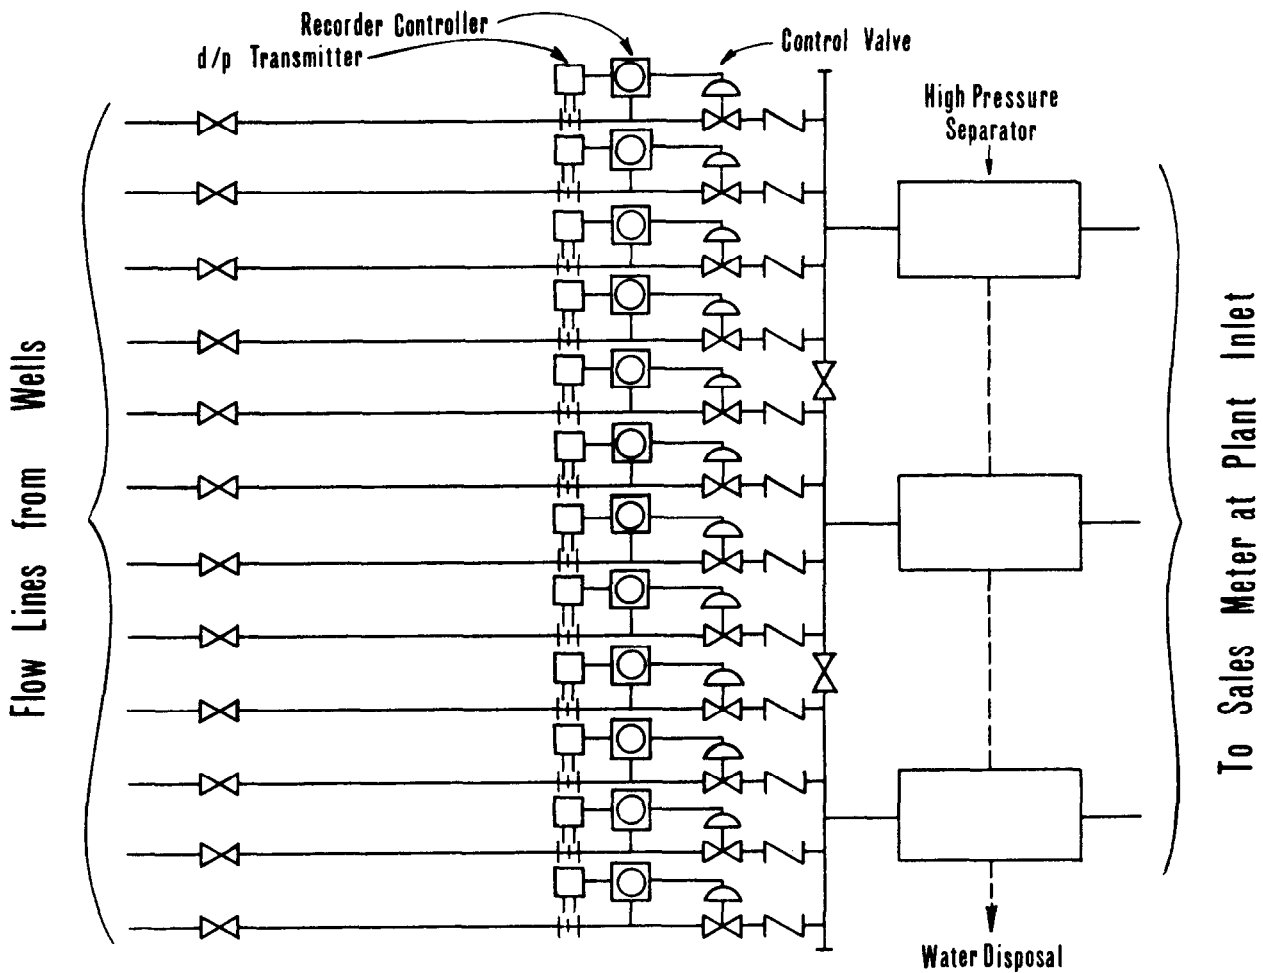 Recorder Controller
d/p Transmitter
Control Valve
High Pressure
Separator
Flow Lines from Wells
To Sales Meter at Plant Inlet
Water Disposal